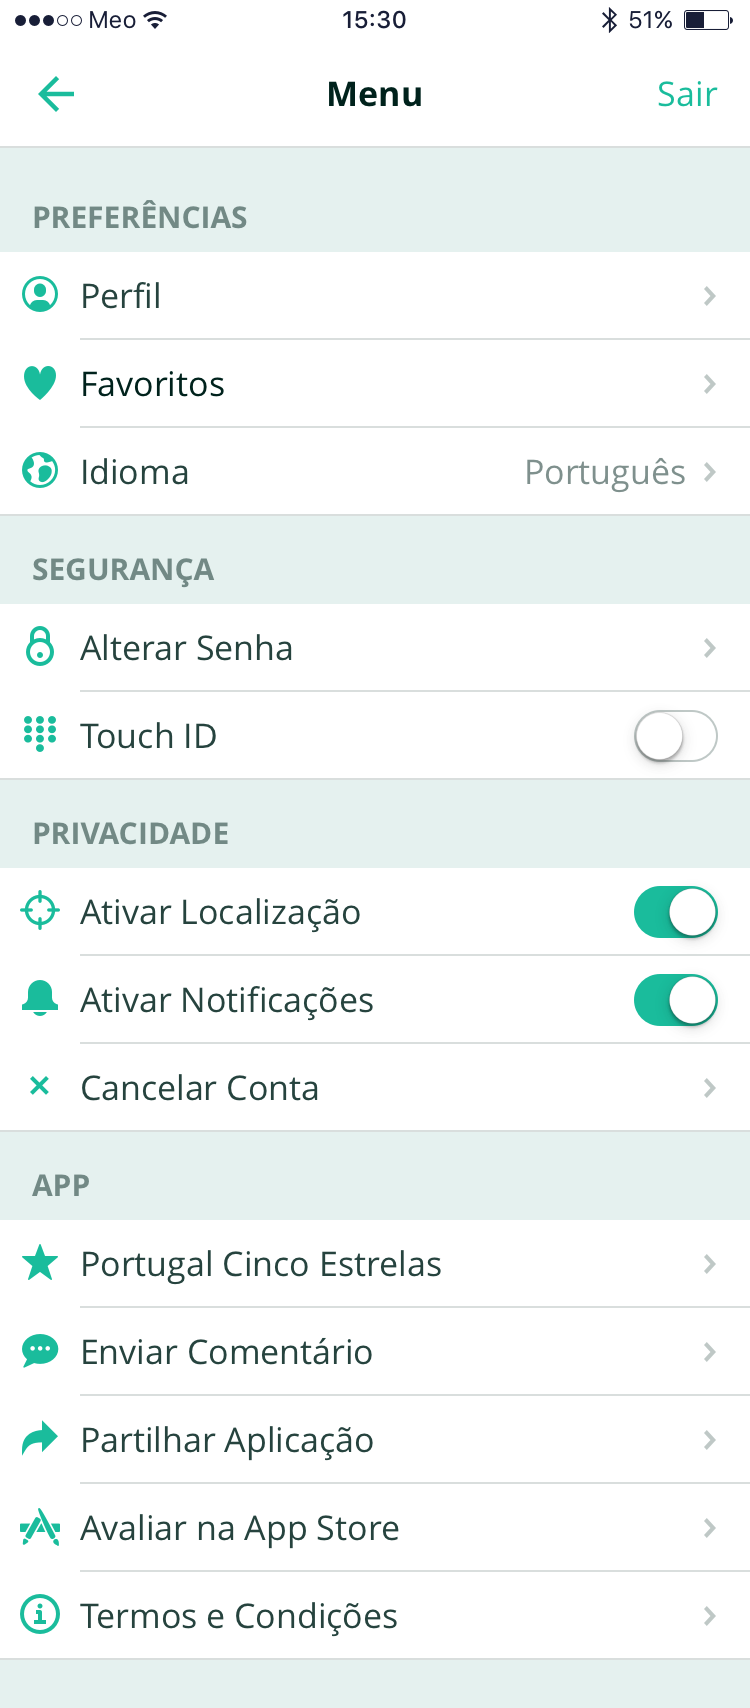 Meo 15:30 51%
Menu Sair
PREFERÊNCIAS
Perfil
Favoritos
Idioma Português
SEGURANÇA
Alterar Senha
Touch ID
PRIVACIDADE
Ativar Localização
Ativar Notificações
Cancelar Conta
APP
Portugal Cinco Estrelas
Enviar Comentário
Partilhar Aplicação
Avaliar na App Store
Termos e Condições